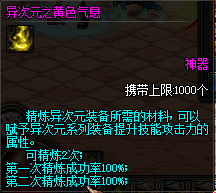 异次元之黄色气息
神器
携带上限1000个
精炼异次元装备所需的材料,可以
赋予异次元系列装备提升技能攻击力的
属性。
可精炼2次;
第一次精炼成功率100%;
第二次精炼成功率100%;